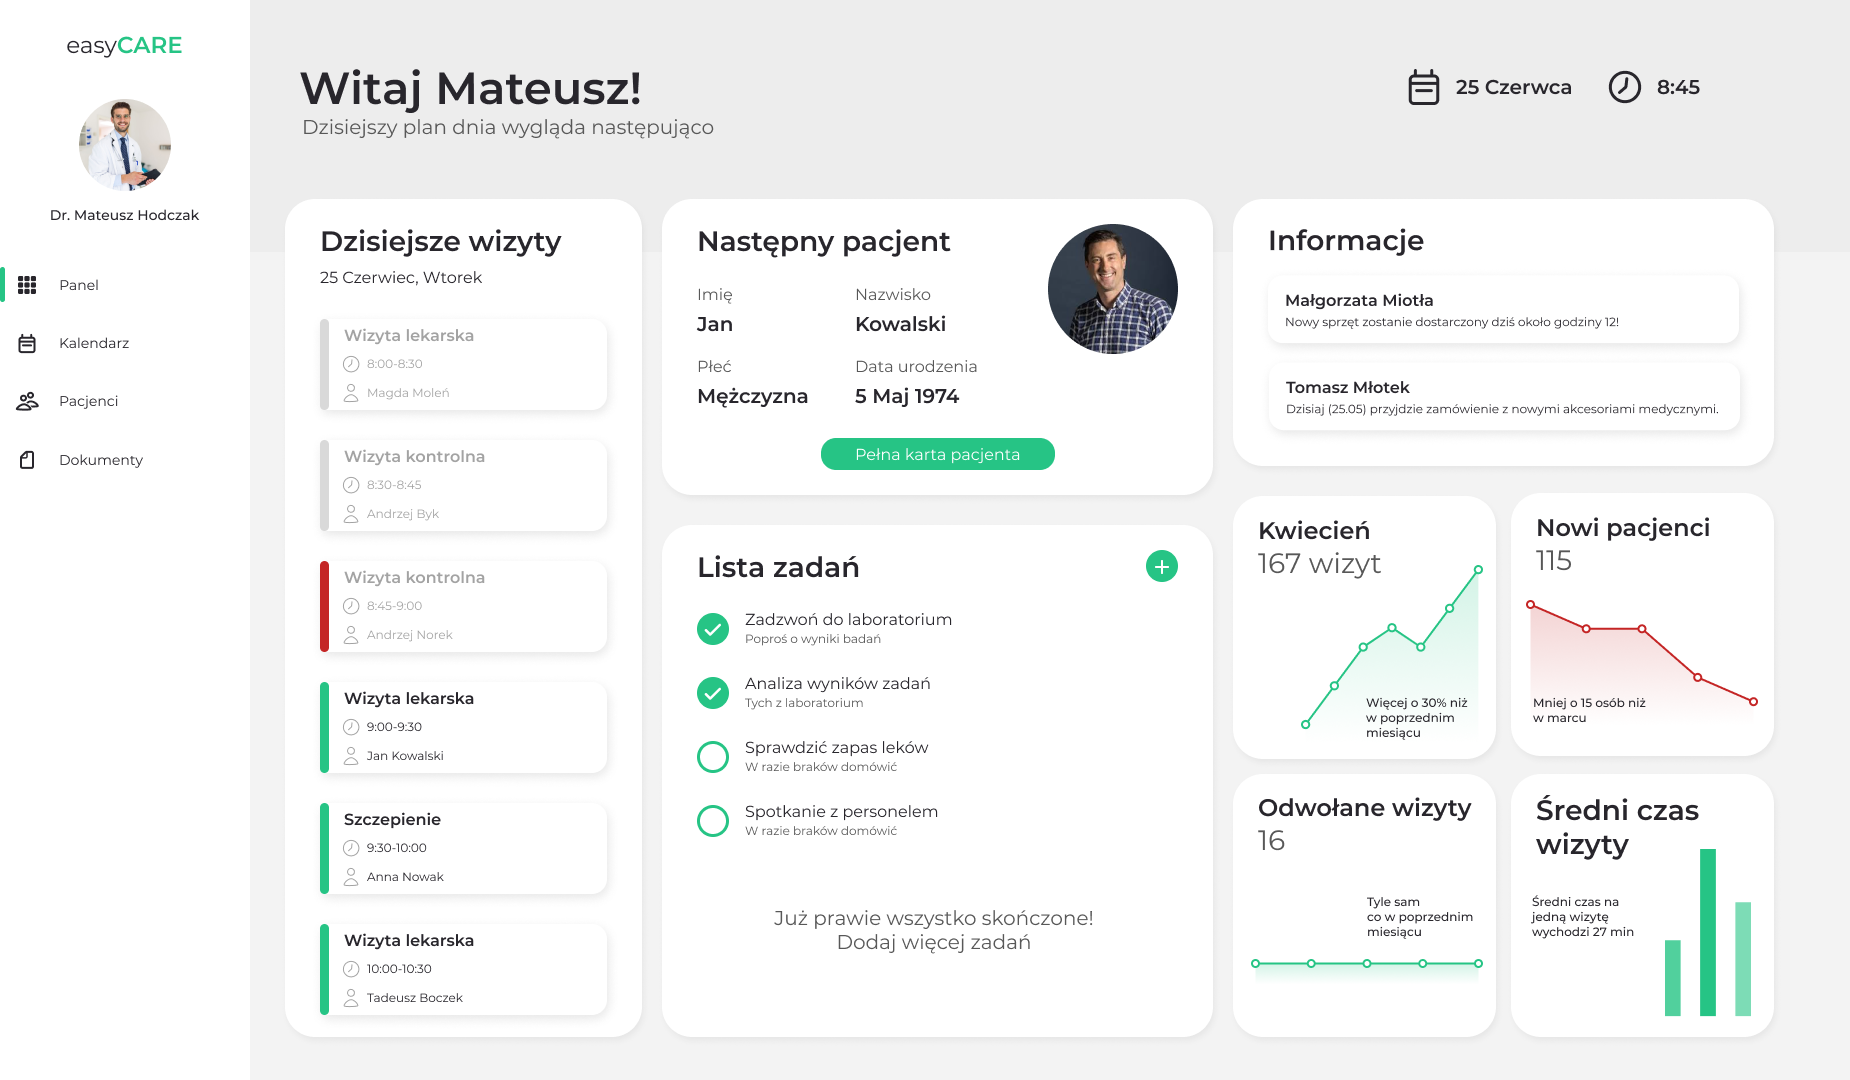 easyCARE
Dr. Mateusz Hodczak
Panel
Kalendarz
Pacjenci
Dokumenty
Witaj Mateusz!
Dzisiejszy plan dnia wygląda następująco
25 Czerwca
8:45
Dzisiejsze wizyty
25 Czerwiec, Wtorek
Wizyta lekarska
8:00-8:30
Magda Moleń
Wizyta kontrolna
8:30-8:45
Andrzej Byk
Wizyta kontrolna
8:45-9:00
Andrzej Norek
Wizyta lekarska
9:00-9:30
Jan Kowalski
Szczepienie
9:30-10:00
Anna Nowak
Wizyta lekarska
10:00-10:30
Tadeusz Boczek
Następny pacjent
Imię
Jan
Nazwisko
Kowalski
Płeć
Mężczyzna
Data urodzenia
5 Maj 1974
Pełna karta pacjenta
Lista zadań
Zadzwoń do laboratorium
Poproś o wyniki badań
Analiza wyników zadań
Tych z laboratorium
Sprawdzić zapas leków
W razie braków domówić
Spotkanie z personelem
W razie braków domówić
Już prawie wszystko skończone!
Dodaj więcej zadań
Informacje
Małgorzata Miotła
Nowy sprzęt zostanie dostarczony dziś około godziny 12!
Tomasz Młotek
Dzisiaj (25.05) przyjdzie zamówienie z nowymi akcesoriami medycznymi.
Kwiecień
167 wizyt
Więcej o 30% niż
w poprzednim
miesiącu
Nowi pacjenci
115
Mniej o 15 osób niż
w marcu
Odwołane wizyty
16
Tyle sam
co w poprzednim
miesiącu
Średni czas
wizyty
Średni czas na
jedną wizytę
wychodzi 27 min